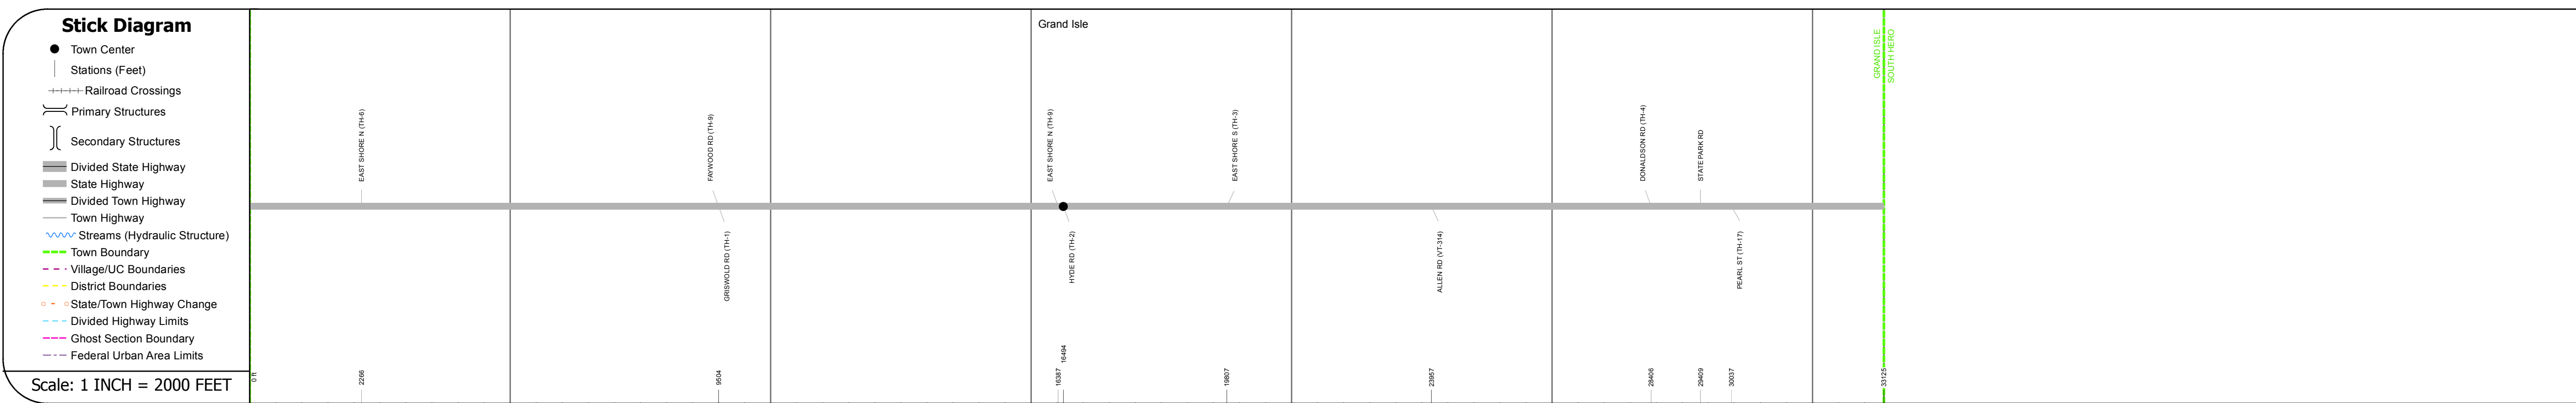 Stick Diagram
Town Center
Stations (Feet)
Railroad Crossings
Primary Structures
Secondary Structures
Divided State Highway
State Highway
Divided Town Highway
Town Highway
Streams (Hydraulic Structure)
Town Boundary
Village/UC Boundaries
District Boundaries
State/Town Highway Change
Divided Highway Limits
Ghost Section Boundary
Federal Urban Area Limits
Scale: 1 INCH = 2000 FEET
Grand Isle
GRAND ISLE
SOUTH HERO
EAST SHORE N (TH-6)
FAYWOOD RD (TH-9)
EAST SHORE N (TH-9)
EAST SHORE S (TH-3)
DONALDSON RD (TH-4)
STATE PARK RD
GRISWOLD RD (TH-1)
HYDE RD (TH-2)
ALLEN RD (VT-314)
PEARL ST (TH-17)
0 ft
2266
9504
16387
16494
19807
23957
28406
29409
30037
33125